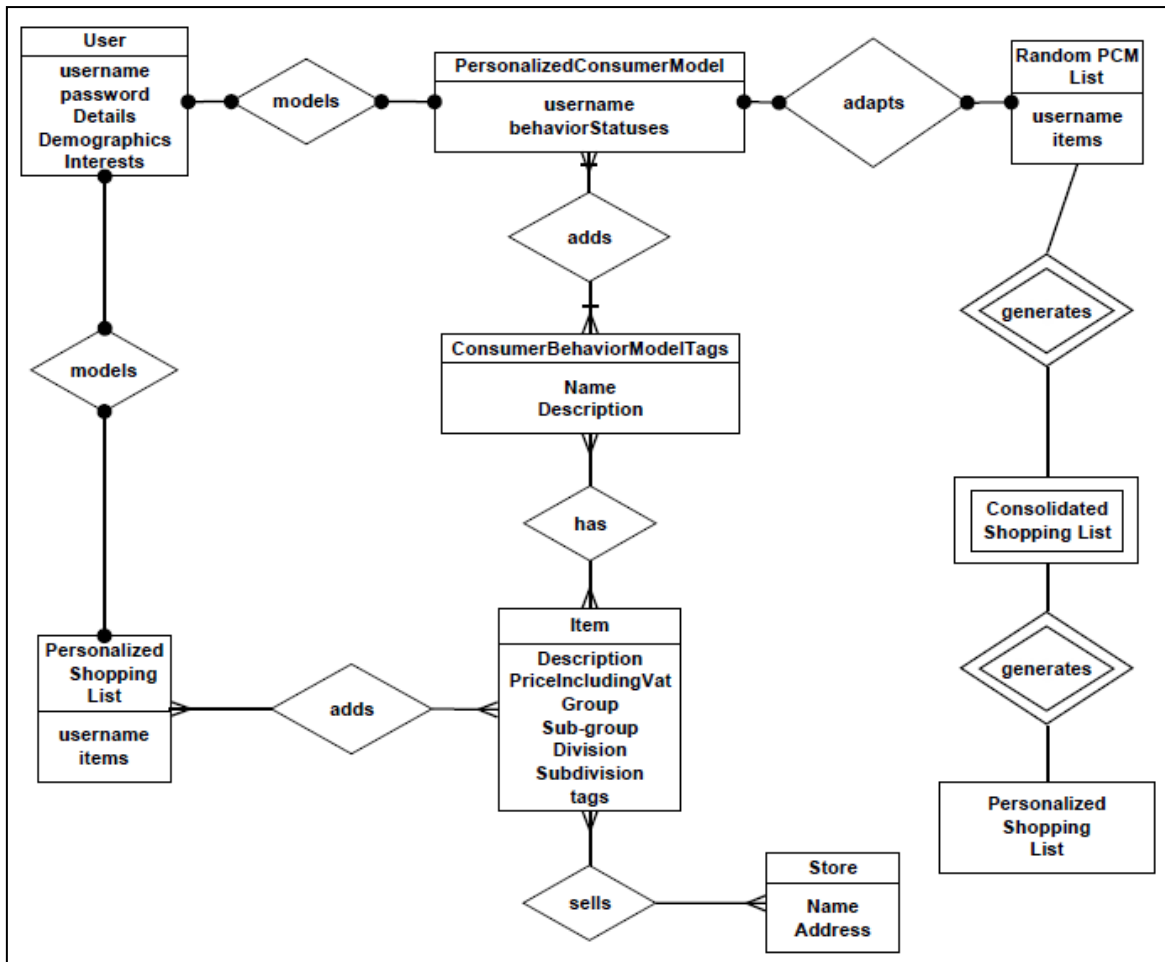 User
username
password
Details
Demographics
Interests
models
PersonalizedConsumerModel
username
behaviorStatuses
adapts
Random PCM
List
username
items
adds
generates
models
ConsumerBehaviorModelTags
Name
Description
Consolidated
Shopping List
has
generates
Personalized
Shopping
List
username
items
adds
Item
Description
PriceIncludingVat
Group
Sub-group
Division
Subdivision
tags
Personalized
Shopping
List
sells
Store
Name
Address